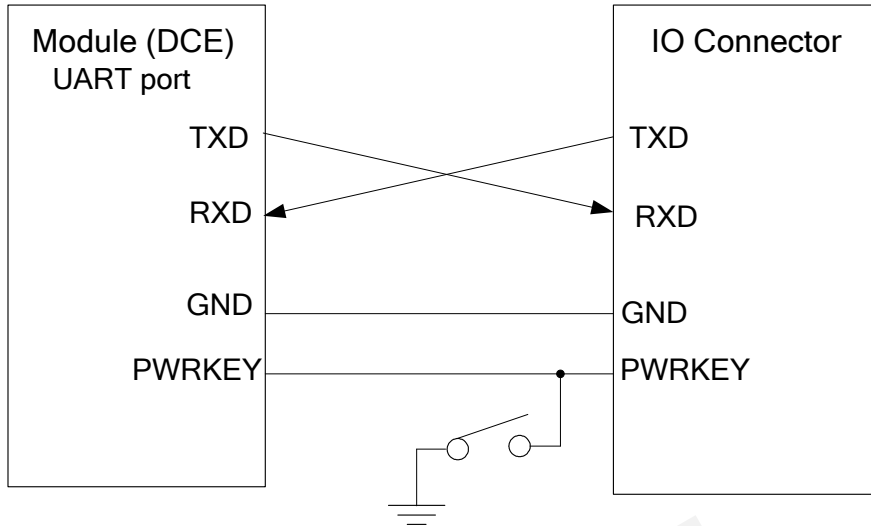 Module (DCE)
UART port
TXD
RXD
GND
PWRKEY
IO Connector
TXD
RXD
GND
PWRKEY